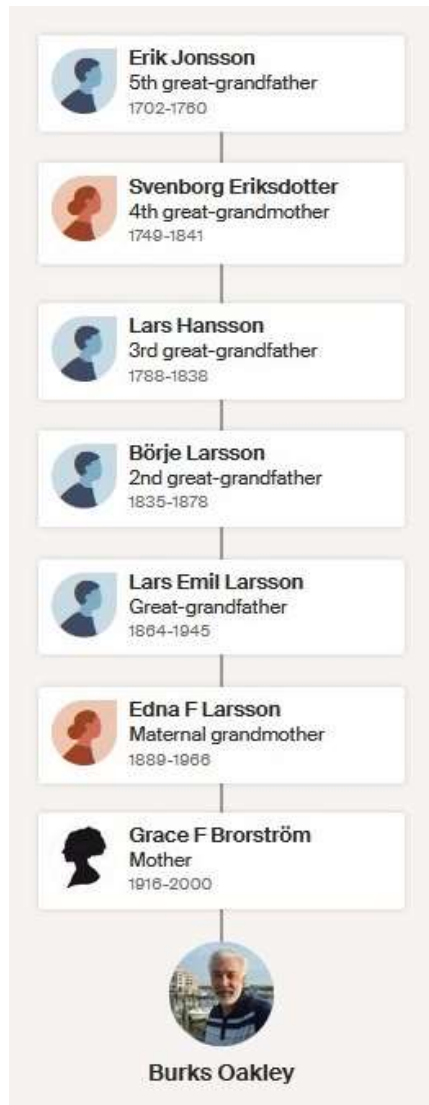 Erik Jonsson
5th great-grandfather
1702-1760
Svenborg Eriksdotter
4th great-grandmother
1749-1841
Lars Hansson
3rd great-grandfather
1788-1838
Börje Larsson
2nd great-grandfather
1835-1878
Lars Emil Larsson
Great-grandfather
1864-1945
Edna F Larsson
Maternal grandmother
1889-1966
Grace F Brorström
Mother
1916-2000
Burks Oakley